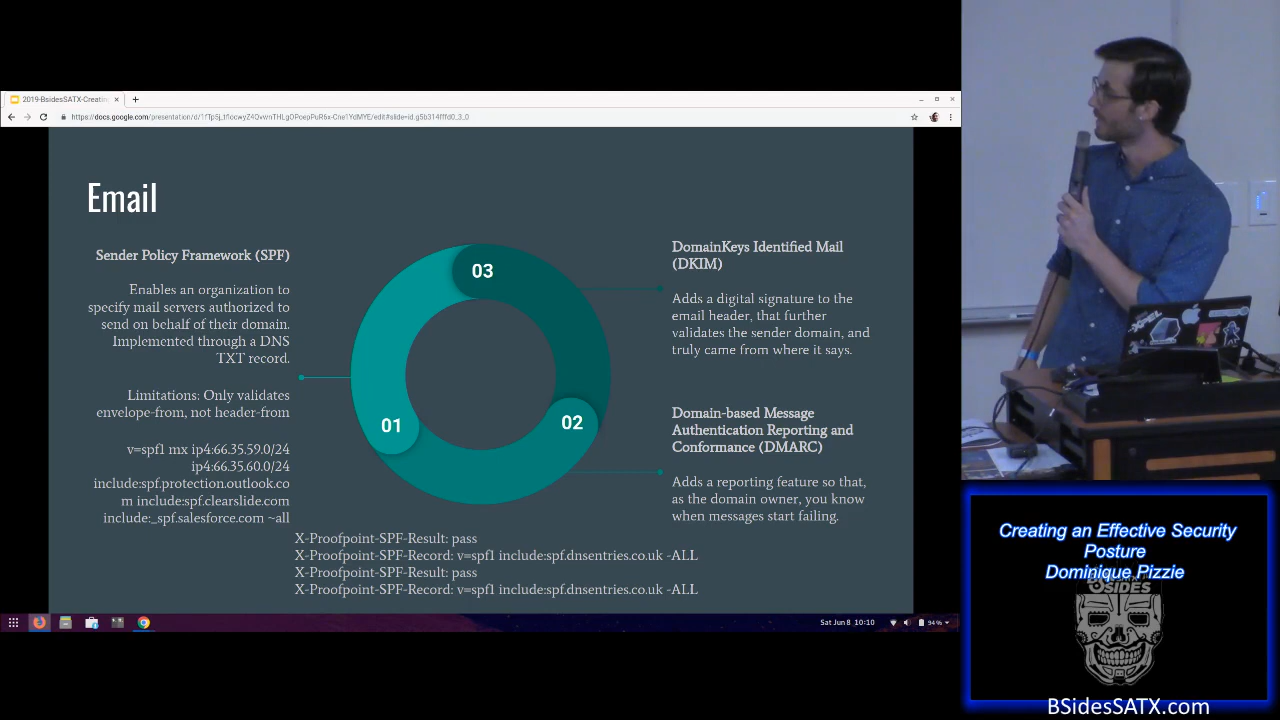 2019-BsidesSATX-Creatin
Email
Sender Policy Framework (SPF)
Enables an organization to
specify mail servers authorized to
send on behalf of their domain.
Implemented through a DNS
TXT record.
Limitations: Only validates
envelope-from, not header-from
v=spf1 mx ip4:66.35.59.0/24
ip4:66.35.60.0/24
include:spf.protection.outlook.co
m include:spf.clearslide.com
include:_spf.salesforce.com ~all
03
01
02
DomainKeys Identified Mail
(DKIM)
Adds a digital signature to the
email header, that further
validates the sender domain, and
truly came from where it says.
Domain-based Message
Authentication Reporting and
Conformance (DMARC)
Adds a reporting feature so that,
as the domain owner, you know
when messages start failing.
X-Proofpoint-SPF-Result: pass
X-Proofpoint-SPF-Record: v=spf1 include:spf.dnsentries.co.uk -ALL
X-Proofpoint-SPF-Result: pass
X-Proofpoint-SPF-Record: v=spf1 include:spf.dnsentries.co.uk -ALL
Sat Jun 8 10:10
94%
Creating an Effective Security
Posture
Dominique Pizzie
BSIDES
BSidesSATX.com